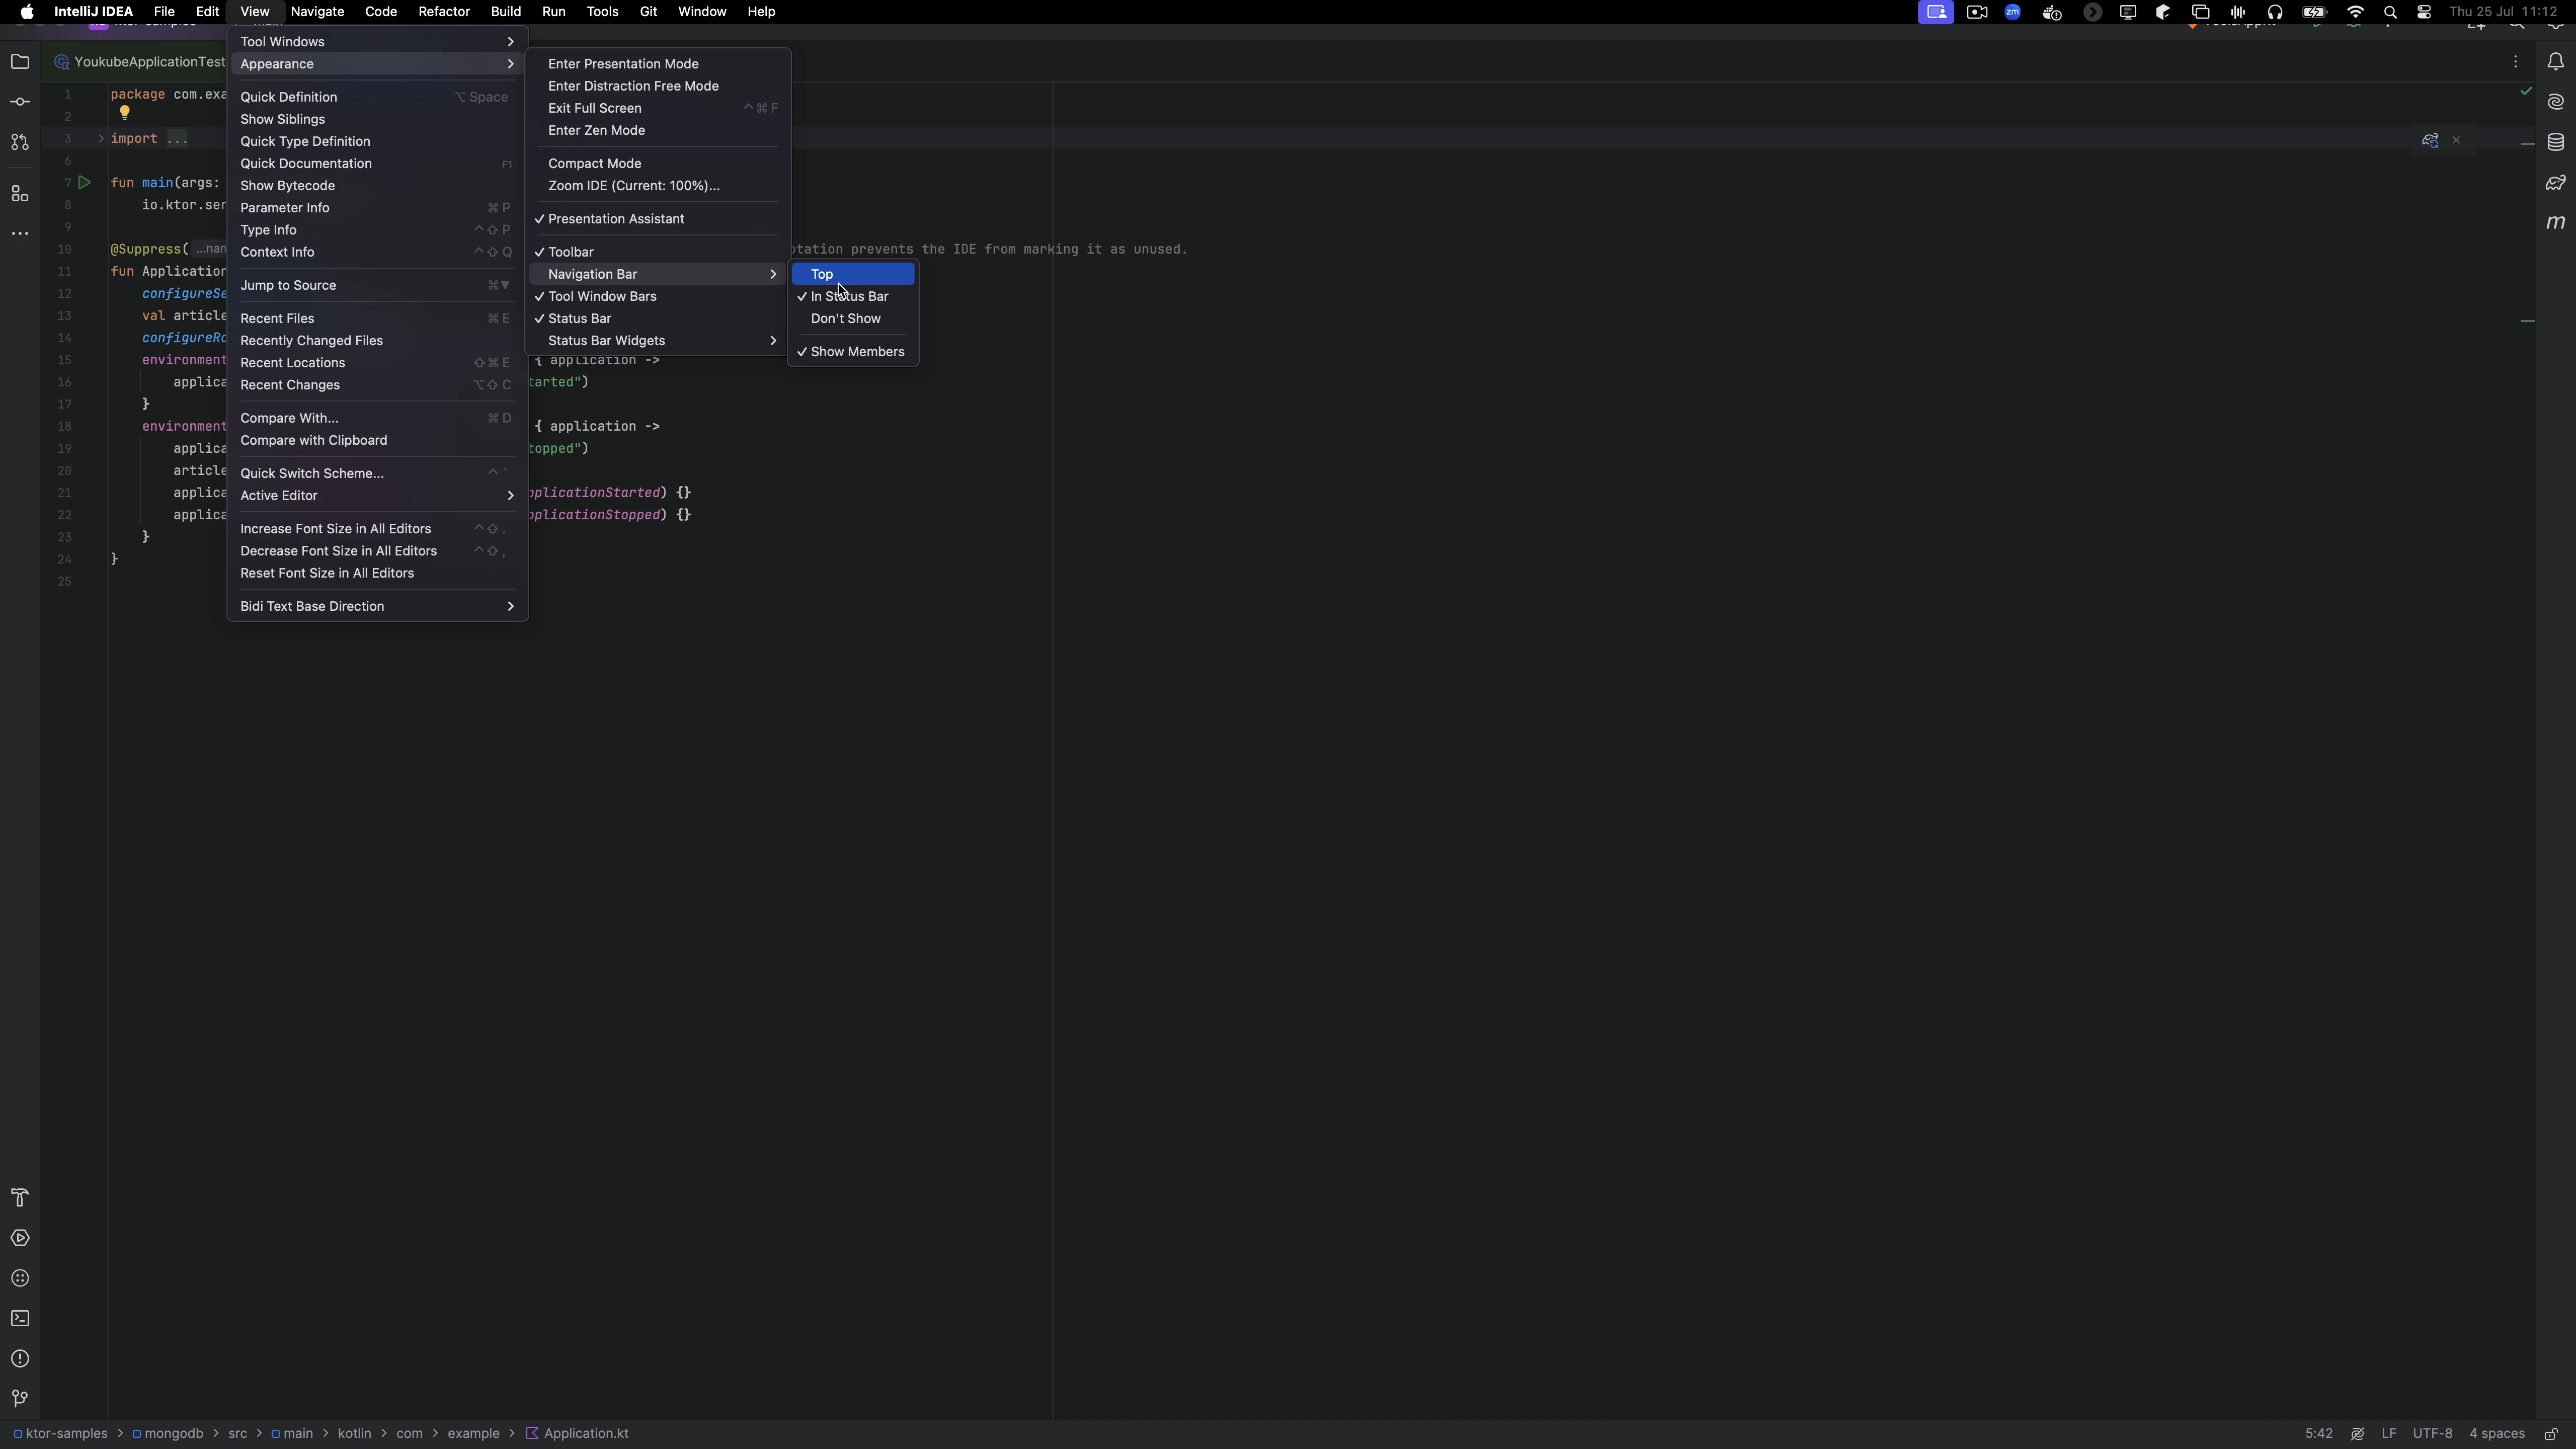 IntelliJ IDEA File Edit View Navigate Code Refactor Build Run Tools Git Window Help
zm Thu 25 Jul 11:12
YoukubeApplicationTest
Tool Windows
Appearance
Quick Definition ⌥ Space
Show Siblings
Quick Type Definition
Quick Documentation F1
Show Bytecode
Parameter Info ⌘ P
Type Info ⌃⇧ P
Context Info ⌃⇧ Q
Jump to Source ⌘▼
Recent Files ⌘ E
Recently Changed Files
Recent Locations ⇧⌘ E
Recent Changes ⌥⇧ C
Compare With... ⌘ D
Compare with Clipboard
Quick Switch Scheme... ⌃ `
Active Editor
Increase Font Size in All Editors ⌃⇧ .
Decrease Font Size in All Editors ⌃⇧ ,
Reset Font Size in All Editors
Bidi Text Base Direction
Enter Presentation Mode
Enter Distraction Free Mode
Exit Full Screen ⌃⌘ F
Enter Zen Mode
Compact Mode
Zoom IDE (Current: 100%)...
✓ Presentation Assistant
✓ Toolbar
Navigation Bar
✓ Tool Window Bars
✓ Status Bar
Status Bar Widgets
Top
✓ In Status Bar
Don't Show
✓ Show Members
1 package com.exa
2
3 import ...
6
7 fun main(args:
8 io.ktor.ser
9
10 @Suppress( ...nam tation prevents the IDE from marking it as unused.
11 fun Application
12 configureSe
13 val article
14 configureRo
15 environment { application ->
16 applica tarted")
17 }
18 environment { application ->
19 applica topped")
20 article
21 applica pplicationStarted) {}
22 applica pplicationStopped) {}
23 }
24 }
25
m
ktor-samples > mongodb > src > main > kotlin > com > example > Application.kt 5:42 LF UTF-8 4 spaces